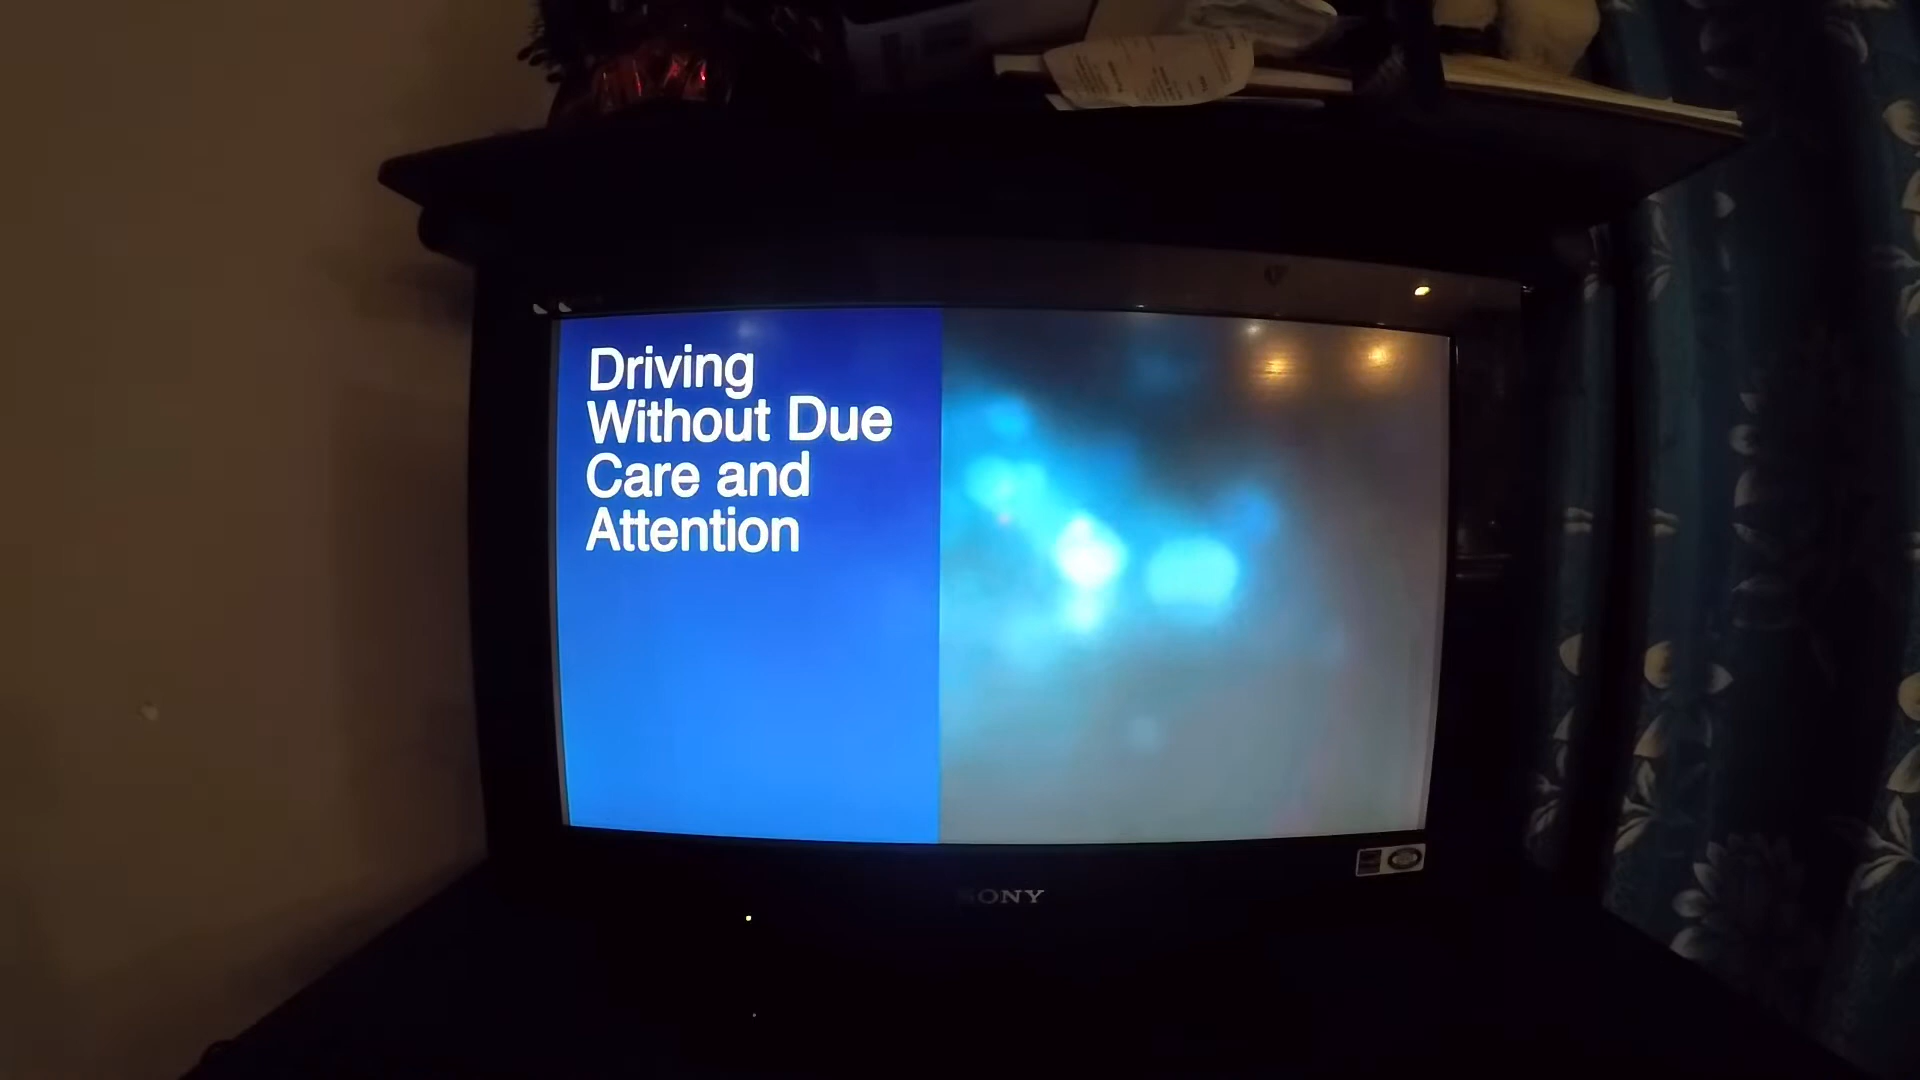 Driving
Without Due
Care and
Attention
SONY